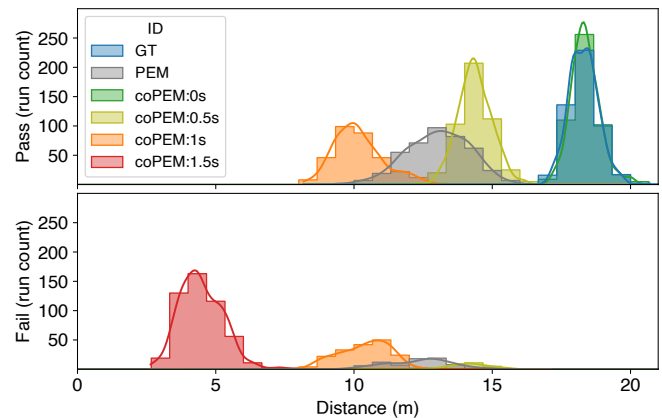 ID
GT
PEM
coPEM:0s
coPEM:0.5s
coPEM:1s
coPEM:1.5s
Pass (run count)
250
200
150
100
50
Fail (run count)
250
200
150
100
50
0
5
10
15
20
Distance (m)